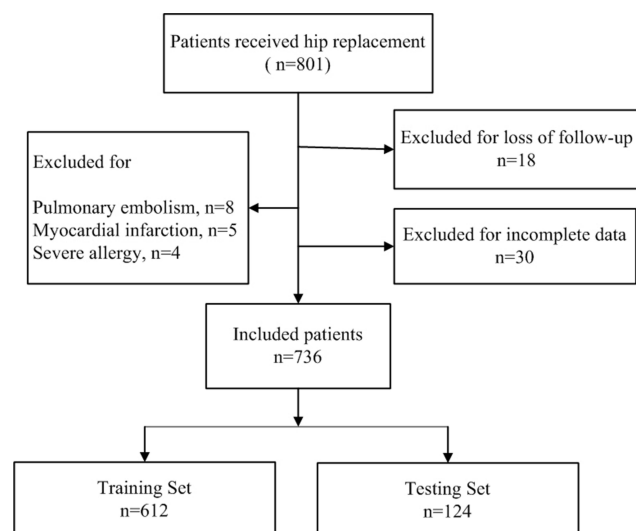 Patients received hip replacement
( n=801)
Excluded for loss of follow-up
n=18
Excluded for
Pulmonary embolism, n=8
Myocardial infarction, n=5
Severe allergy, n=4
Excluded for incomplete data
n=30
Included patients
n=736
Training Set
n=612
Testing Set
n=124